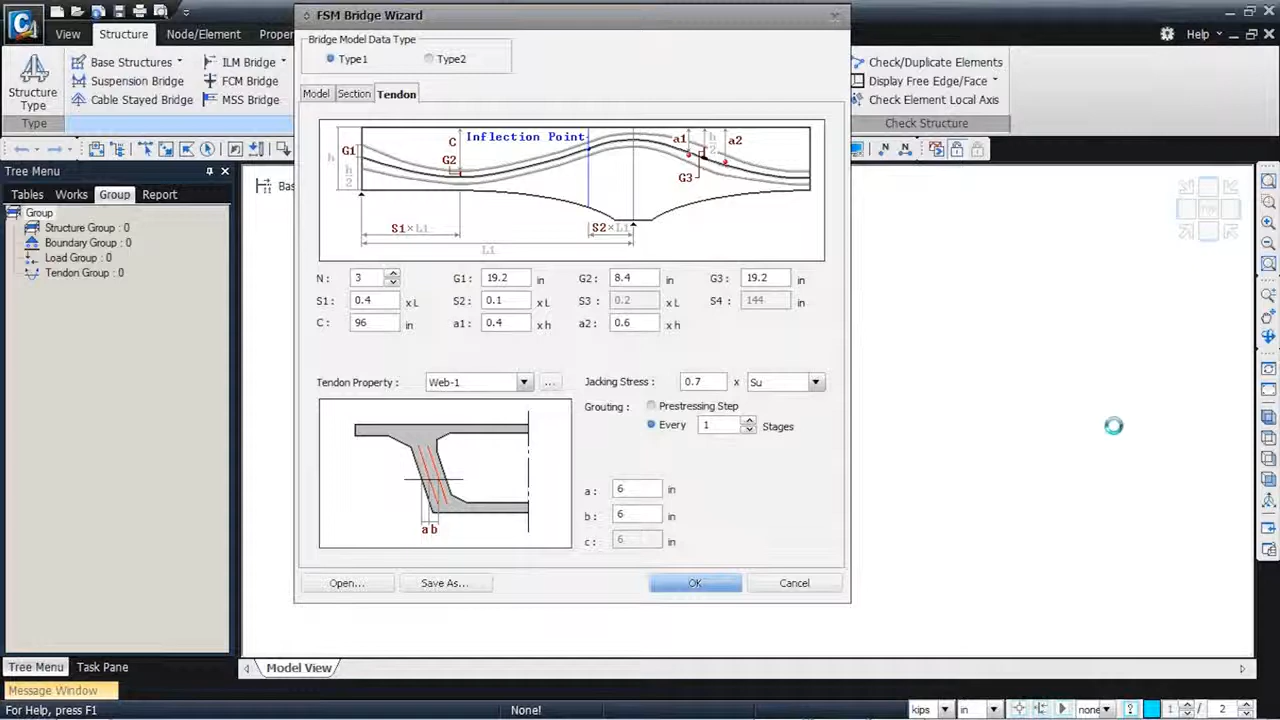 FSM Bridge Wizard
View Structure Node/Element Proper Help
Bridge Model Data Type
Type1 Type2
Base Structures ILM Bridge
Suspension Bridge FCM Bridge
Cable Stayed Bridge MSS Bridge
Structure
Type
Type
Check/Duplicate Elements
Display Free Edge/Face
Check Element Local Axis
Check Structure
Model Section Tendon
Tree Menu
Tables Works Group Report
Group
Structure Group : 0
Boundary Group : 0
Load Group : 0
Tendon Group : 0
Bas
h
h
2
G1
C
G2
Inflection Point
a1
h
2
a2
G3
S1×L1
S2×L1
L1
N : 3 G1 : 19.2 in G2 : 8.4 in G3 : 19.2 in
S1 : 0.4 x L S2 : 0.1 x L S3 : 0.2 x L S4 : 144 in
C : 96 in a1 : 0.4 x h a2 : 0.6 x h
Tendon Property : Web-1 ... Jacking Stress : 0.7 x Su
Grouting : Prestressing Step
Every 1 Stages
a b
a : 6 in
b : 6 in
c : 6 in
Open... Save As... OK Cancel
Tree Menu Task Pane
Model View
Message Window
For Help, press F1 None! kips in none 1 / 2